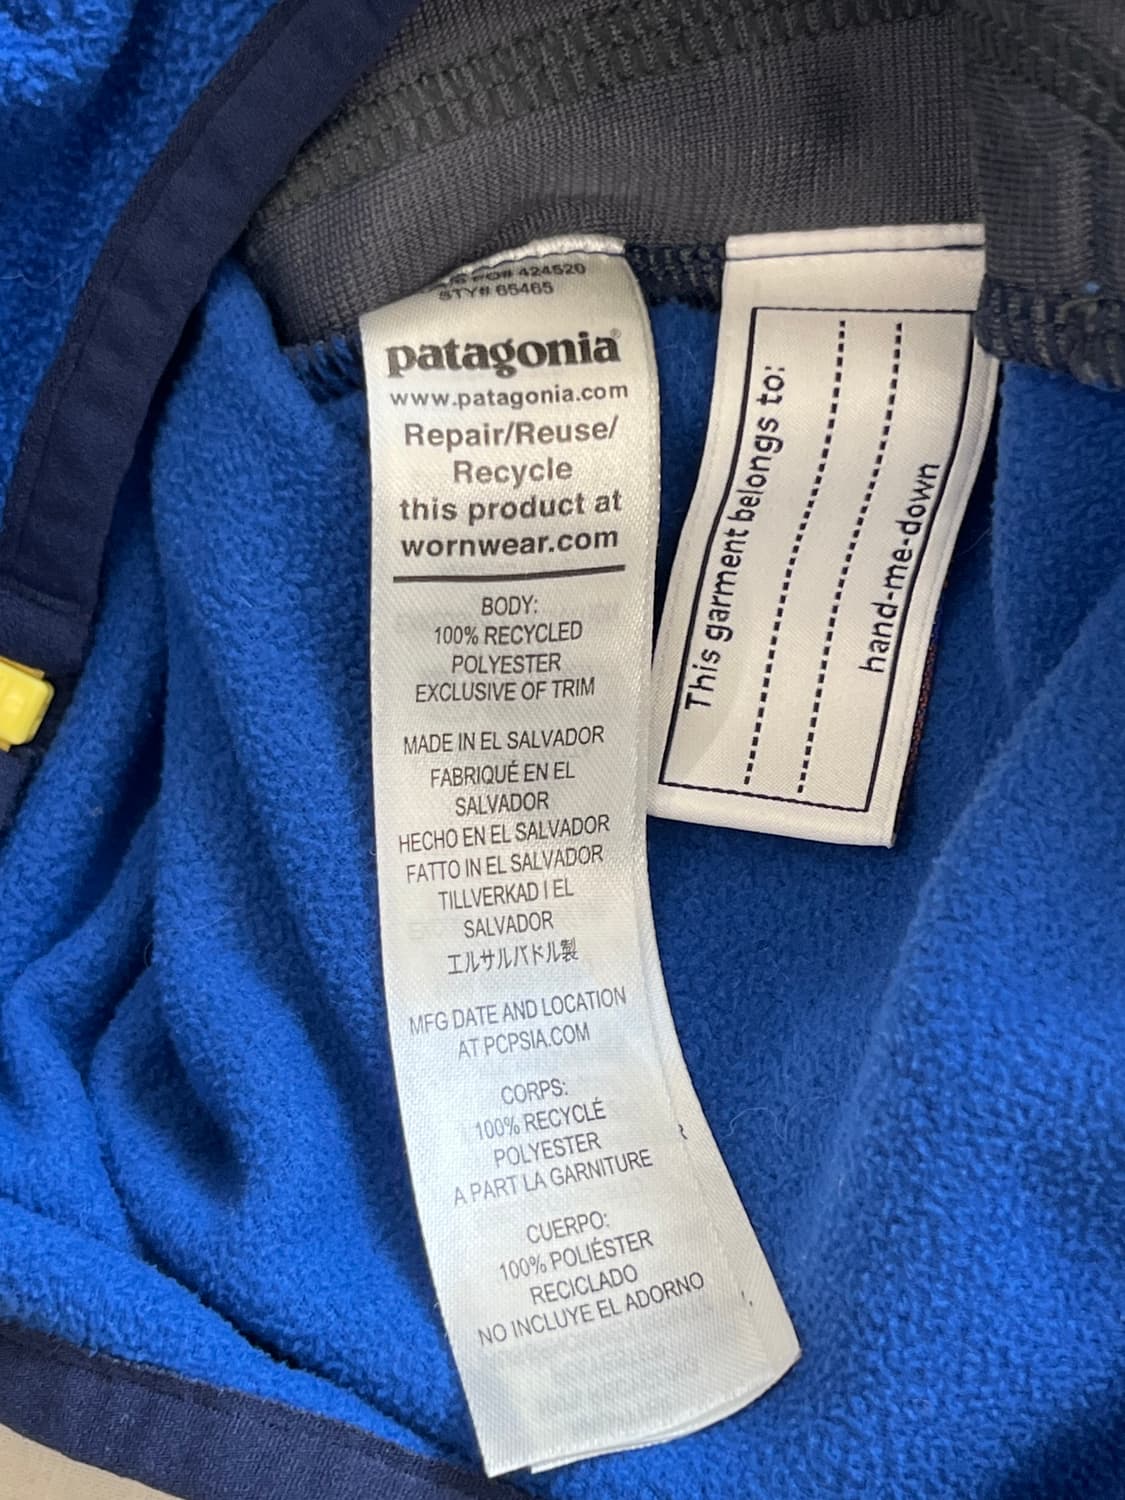 PO# 424520
STY# 65465
patagonia®
www.patagonia.com
Repair/Reuse/
Recycle
this product at
wornwear.com
BODY:
100% RECYCLED
POLYESTER
EXCLUSIVE OF TRIM
MADE IN EL SALVADOR
FABRIQUÉ EN EL
SALVADOR
HECHO EN EL SALVADOR
FATTO IN EL SALVADOR
TILLVERKAD I EL
SALVADOR
エルサルバドル製
MFG DATE AND LOCATION
AT PCPSIA.COM
CORPS:
100% RECYCLÉ
POLYESTER
A PART LA GARNITURE
CUERPO:
100% POLIÉSTER
RECICLADO
NO INCLUYE EL ADORNO
This garment belongs to:
hand-me-down